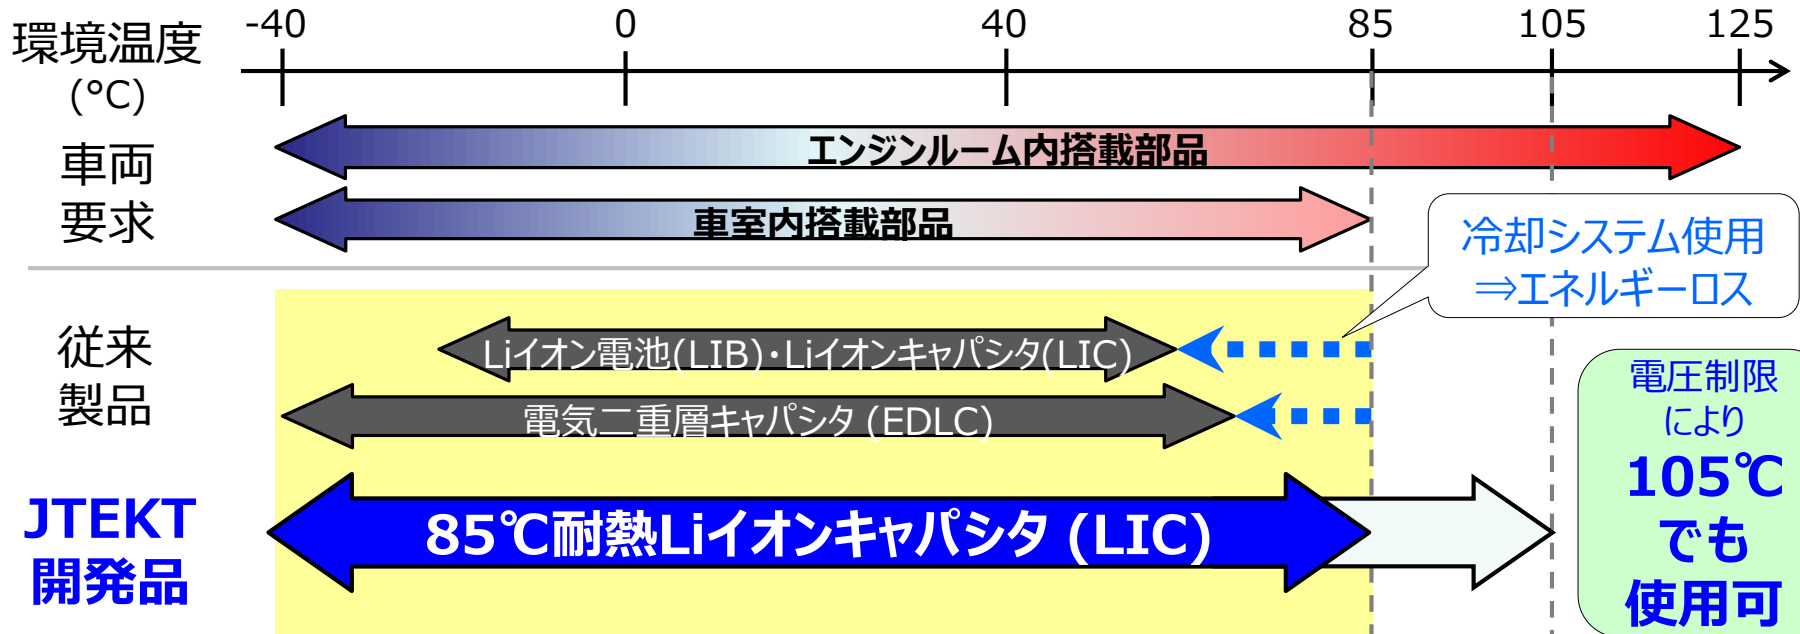 環境温度
(°C)
-40 0 40 85 105 125
車両
要求
エンジンルーム内搭載部品
車室内搭載部品
冷却システム使用
⇒エネルギーロス
従来
製品
Liイオン電池(LIB)・Liイオンキャパシタ(LIC)
電気二重層キャパシタ (EDLC)
JTEKT
開発品
85℃耐熱Liイオンキャパシタ (LIC)
電圧制限
により
105℃
でも
使用可